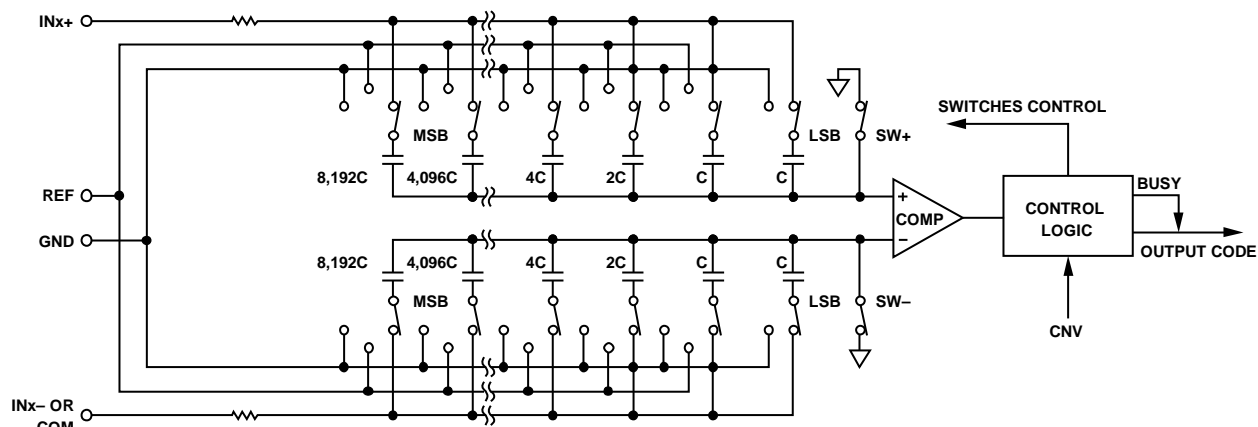 INx+
REF
GND
INx– OR
COM
MSB
LSB
SW+
8,192C 4,096C 4C 2C C C
8,192C 4,096C 4C 2C C C
MSB
LSB
SW–
+
COMP
–
SWITCHES CONTROL
CONTROL
LOGIC
BUSY
OUTPUT CODE
CNV